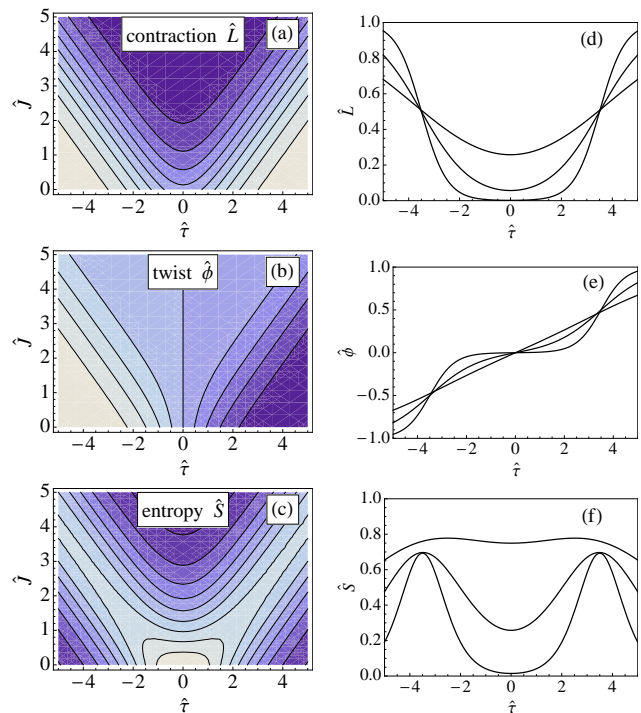 contraction L̂
(a)
5
4
3
2
1
0
Ĵ
−4 −2 0 2 4
τ̂
(d)
1.0
0.8
0.6
0.4
0.2
0.0
L̂
−4 −2 0 2 4
τ̂
twist ϕ̂
(b)
5
4
3
2
1
0
Ĵ
−4 −2 0 2 4
τ̂
(e)
1.0
0.5
0.0
−0.5
−1.0
ϕ̂
−4 −2 0 2 4
τ̂
entropy Ŝ
(c)
5
4
3
2
1
0
Ĵ
−4 −2 0 2 4
τ̂
(f)
1.0
0.8
0.6
0.4
0.2
0.0
Ŝ
−4 −2 0 2 4
τ̂